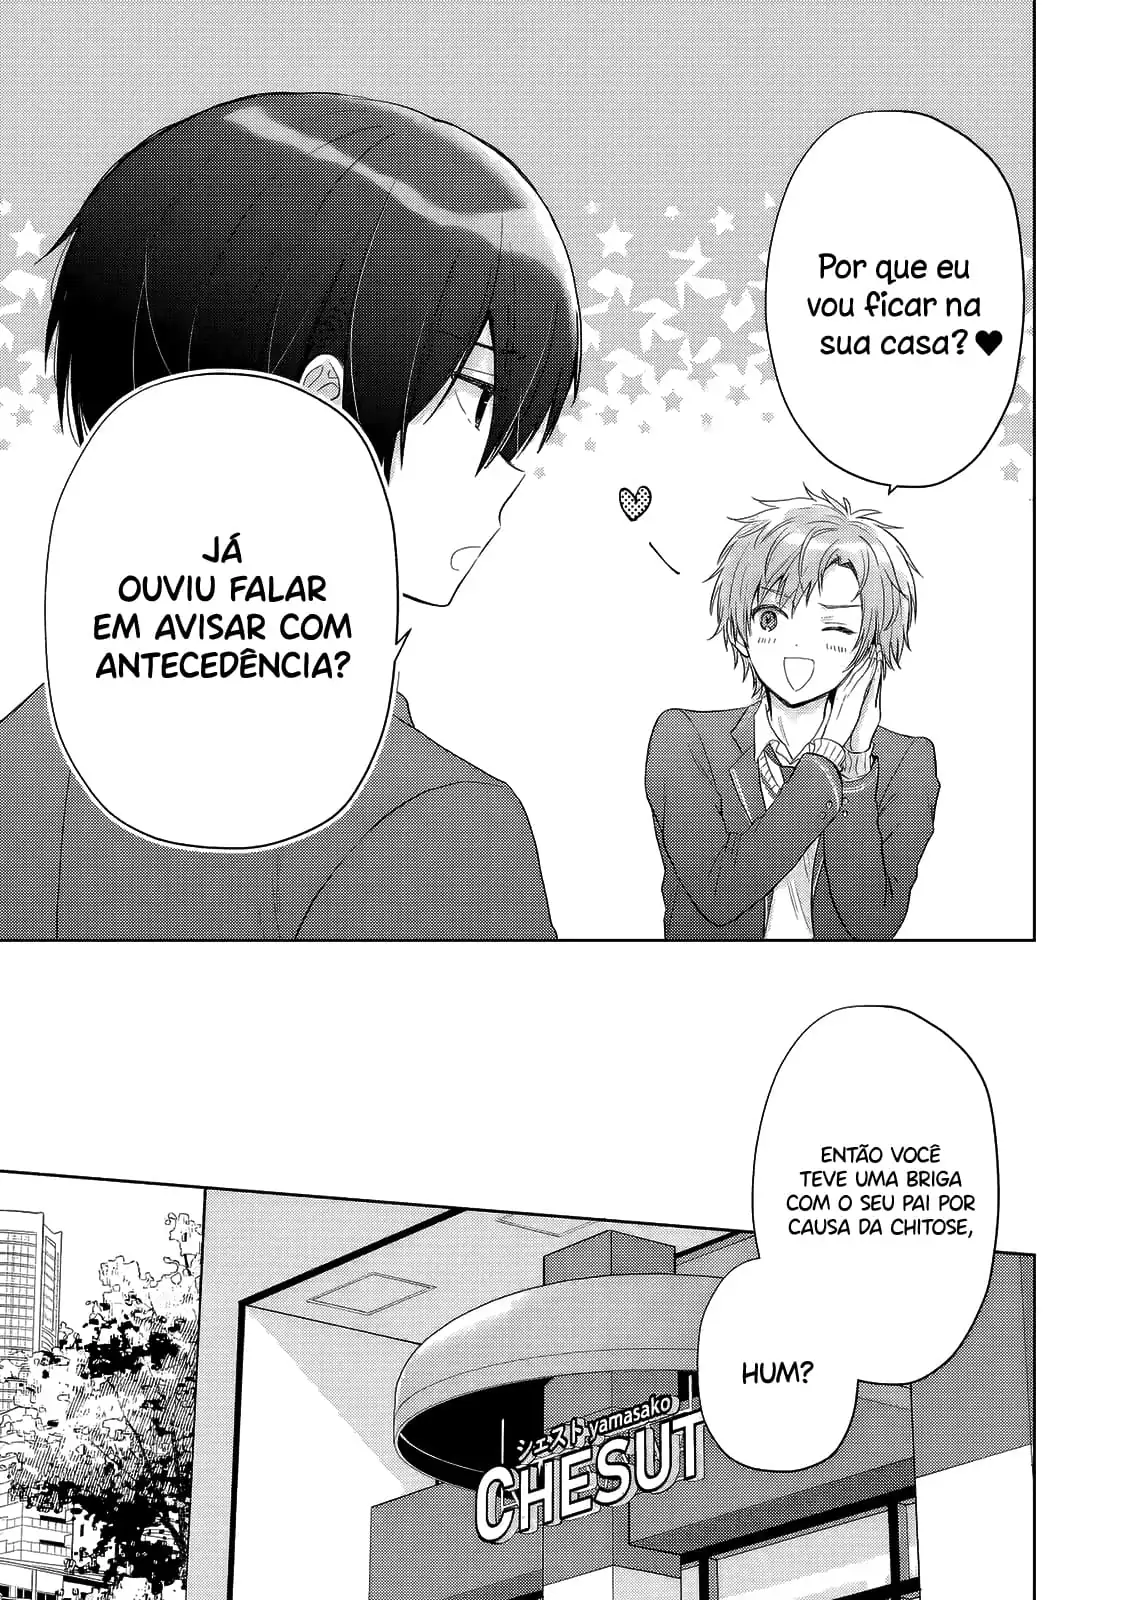 Por que eu
vou ficar na
sua casa?♥
JÁ
OUVIU FALAR
EM AVISAR COM
ANTECEDÊNCIA?
ENTÃO VOCÊ
TEVE UMA BRIGA
COM O SEU PAI POR
CAUSA DA CHITOSE,
HUM?
シェスト yamasako
CHESUT